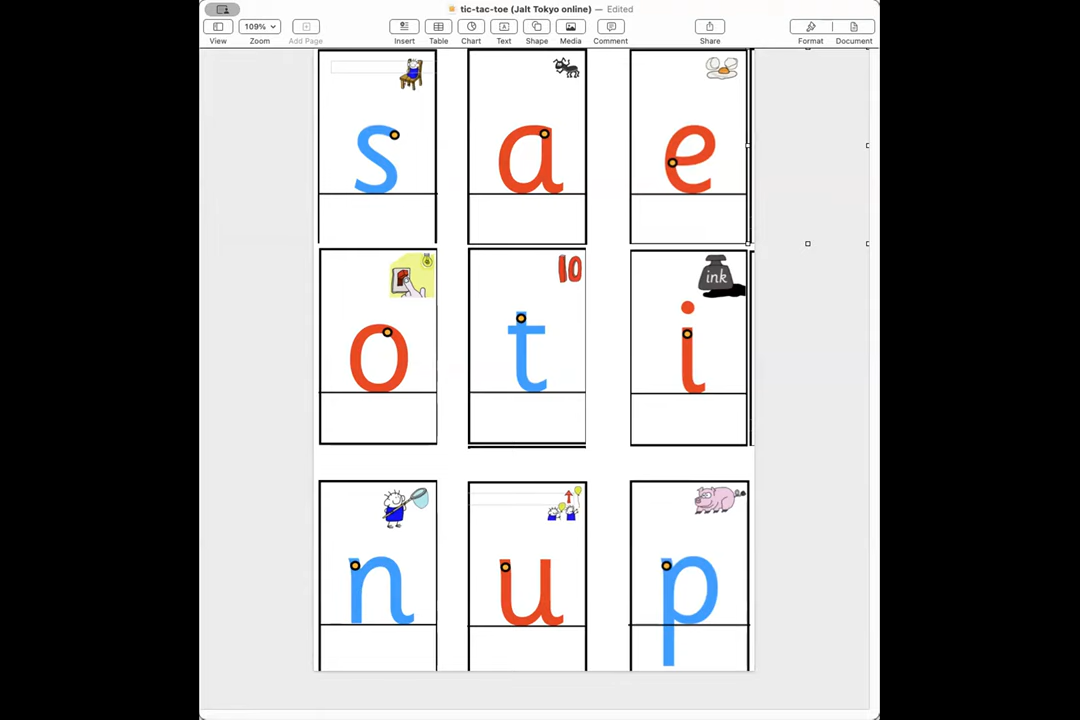 tic-tac-toe (Jalt Tokyo online) — Edited
109%
View Zoom Add Page Insert Table Chart Text Shape Media Comment Share Format Document
s a e
10
ink
o t i
n u p